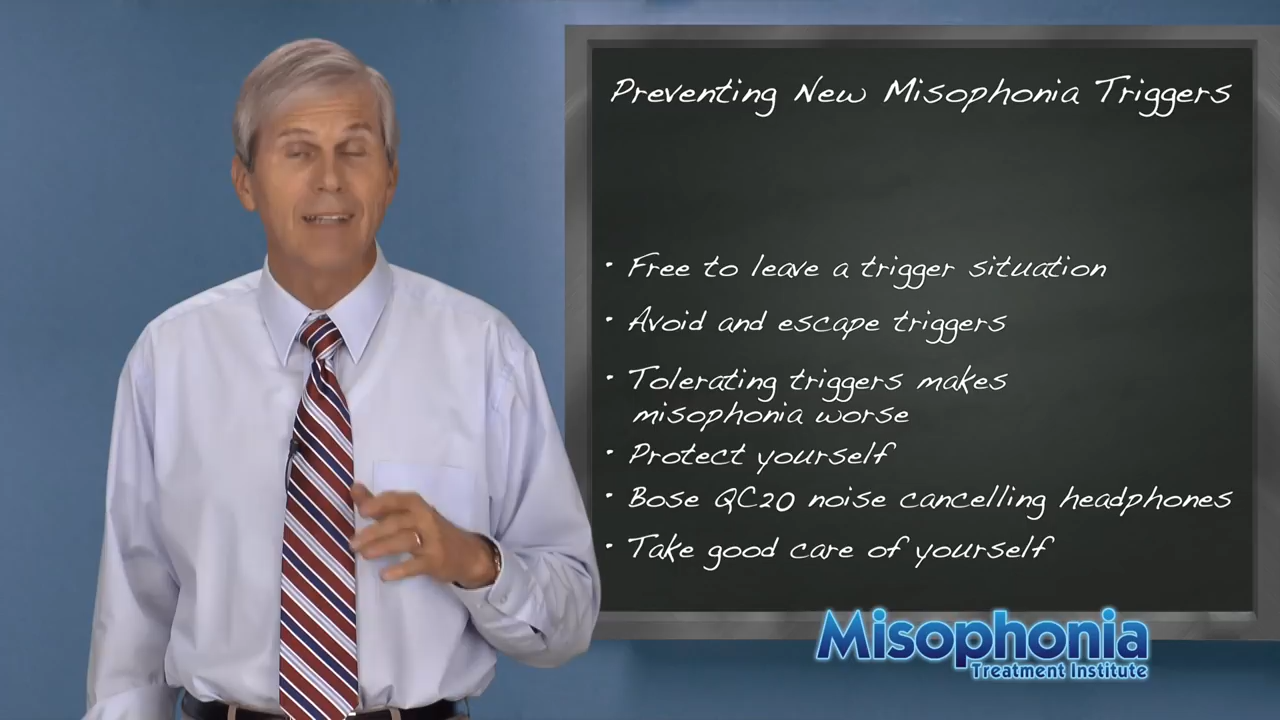 Preventing New Misophonia Triggers
• Free to leave a trigger situation
• Avoid and escape triggers
• Tolerating triggers makes
misophonia worse
• Protect yourself
• Bose QC20 noise cancelling headphones
• Take good care of yourself
Misophonia
Treatment Institute